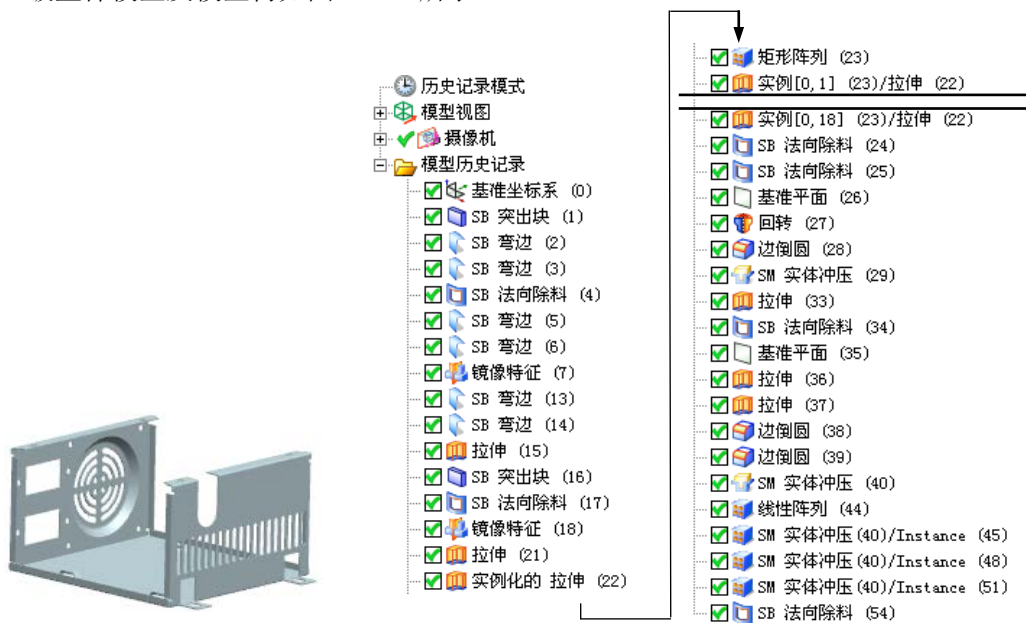 历史记录模式
模型视图
摄像机
模型历史记录
基准坐标系 (0)
SB 突出块 (1)
SB 弯边 (2)
SB 弯边 (3)
SB 法向除料 (4)
SB 弯边 (5)
SB 弯边 (6)
镜像特征 (7)
SB 弯边 (13)
SB 弯边 (14)
拉伸 (15)
SB 突出块 (16)
SB 法向除料 (17)
镜像特征 (18)
拉伸 (21)
实例化的 拉伸 (22)
矩形阵列 (23)
实例[0,1] (23)/拉伸 (22)
实例[0,18] (23)/拉伸 (22)
SB 法向除料 (24)
SB 法向除料 (25)
基准平面 (26)
回转 (27)
边倒圆 (28)
SM 实体冲压 (29)
拉伸 (33)
SB 法向除料 (34)
基准平面 (35)
拉伸 (36)
拉伸 (37)
边倒圆 (38)
边倒圆 (39)
SM 实体冲压 (40)
线性阵列 (44)
SM 实体冲压(40)/Instance (45)
SM 实体冲压(40)/Instance (48)
SM 实体冲压(40)/Instance (51)
SB 法向除料 (54)